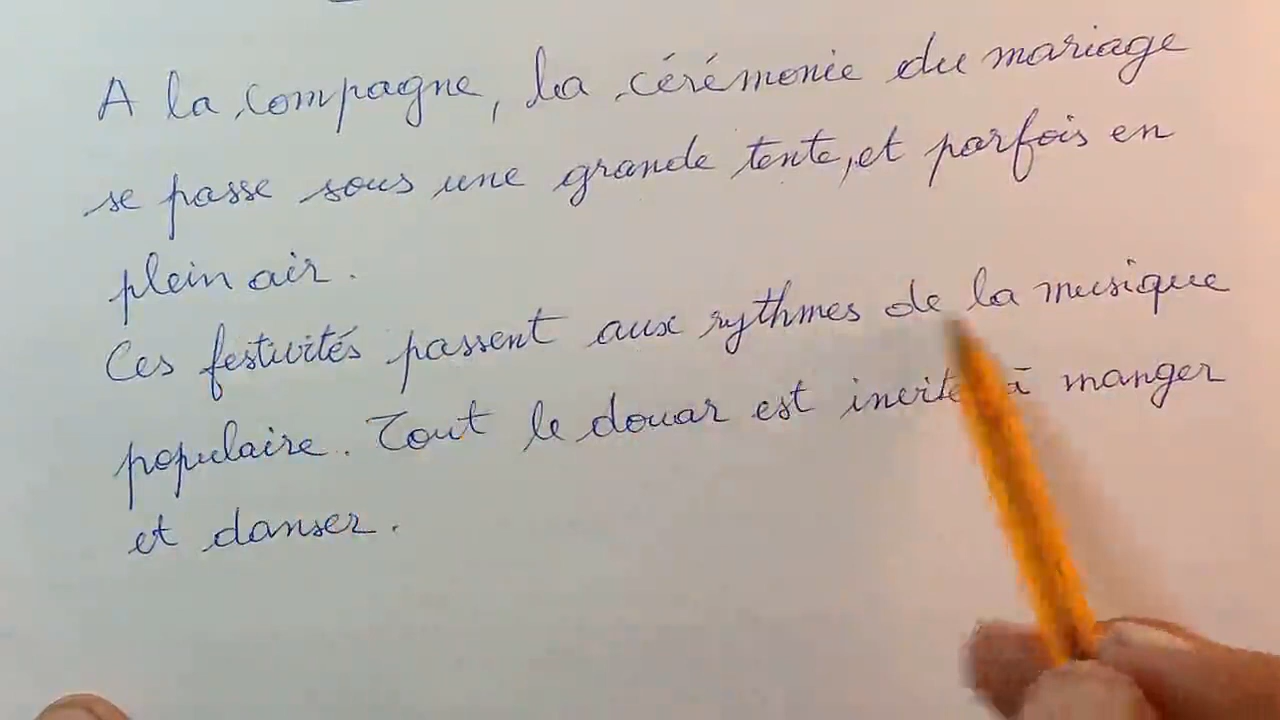 A la compagne, la cérémonie du mariage
se passe sous une grande tente, et parfois en
plein air.
Ces festivités passent aux rythmes de la musique
populaire. Tout le douar est invité à manger
et danser.